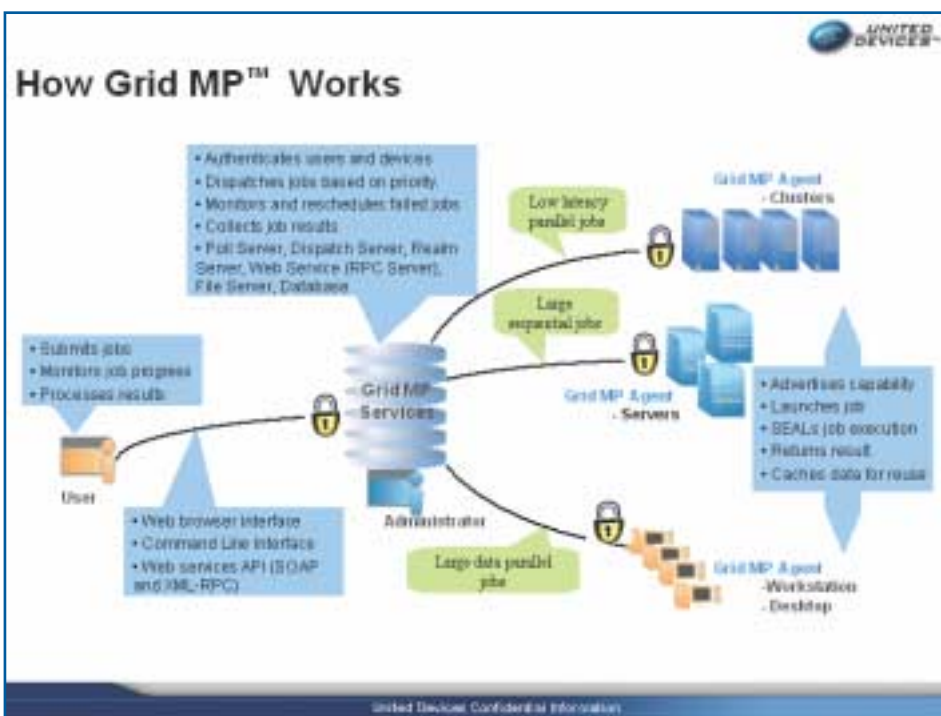 UNITED
DEVICES™
How Grid MP™ Works
• Authenticates users and devices
• Dispatches jobs based on priority
• Monitors and reschedules failed jobs
• Collects job results
• Poll Server, Dispatch Server, Realm
Server, Web Service (RPC Server),
File Server, Database
Low latency
parallel jobs
Grid MP Agent
- Clusters
Large
sequential jobs
• Submits jobs
• Monitors job progress
• Processes results
Grid MP
Services
Grid MP Agent
- Servers
• Advertises capability
• Launches job
• SEALs job execution
• Returns result
• Caches data for reuse
User
Administrator
• Web browser interface
• Command Line Interface
• Web services API (SOAP
and XML-RPC)
Large data parallel
jobs
Grid MP Agent
-Workstation
- Desktop
United Devices Confidential Information